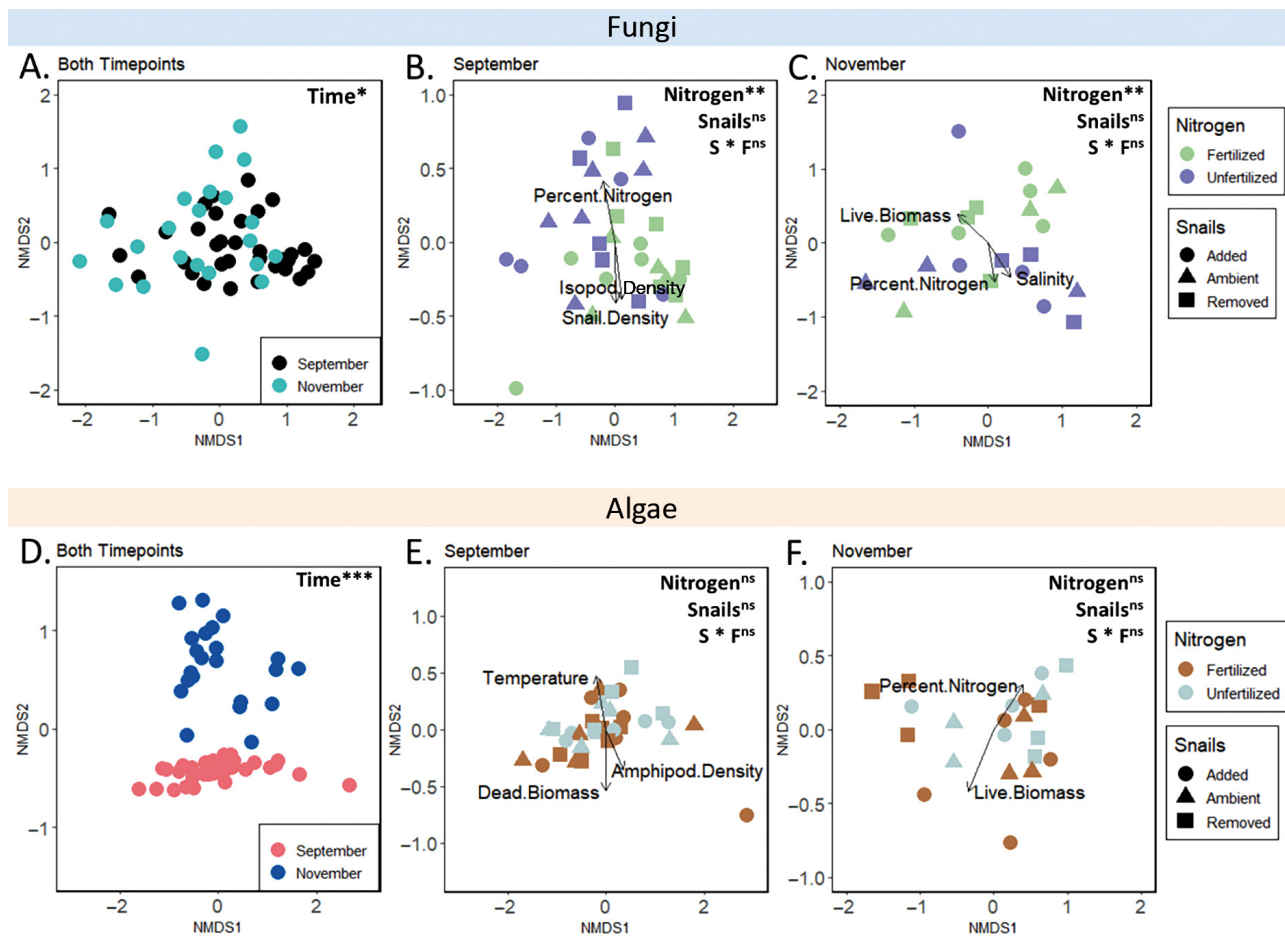 Fungi
A. Both Timepoints
Time*
2
1
0
−1
−2
NMDS2
−2
−1
0
1
2
NMDS1
September
November
B. September
Nitrogen**
Snailsns
S * Fns
1.0
0.5
0.0
−0.5
−1.0
NMDS2
Percent.Nitrogen
Isopod.Density
Snail.Density
−2
−1
0
1
2
NMDS1
C. November
Nitrogen**
Snailsns
S * Fns
2
1
0
−1
−2
NMDS2
Live.Biomass
Percent.Nitrogen
Salinity
−2
−1
0
1
2
NMDS1
Nitrogen
Fertilized
Unfertilized
Snails
Added
Ambient
Removed
Algae
D. Both Timepoints
Time***
1
0
−1
NMDS2
−2
0
2
NMDS1
September
November
E. September
Nitrogenns
Snailsns
S * Fns
1.0
0.5
0.0
−0.5
−1.0
NMDS2
Temperature
Amphipod.Density
Dead.Biomass
−2
0
2
NMDS1
F. November
Nitrogenns
Snailsns
S * Fns
1.0
0.5
0.0
−0.5
−1.0
NMDS2
Percent.Nitrogen
Live.Biomass
−2
−1
0
1
2
NMDS1
Nitrogen
Fertilized
Unfertilized
Snails
Added
Ambient
Removed